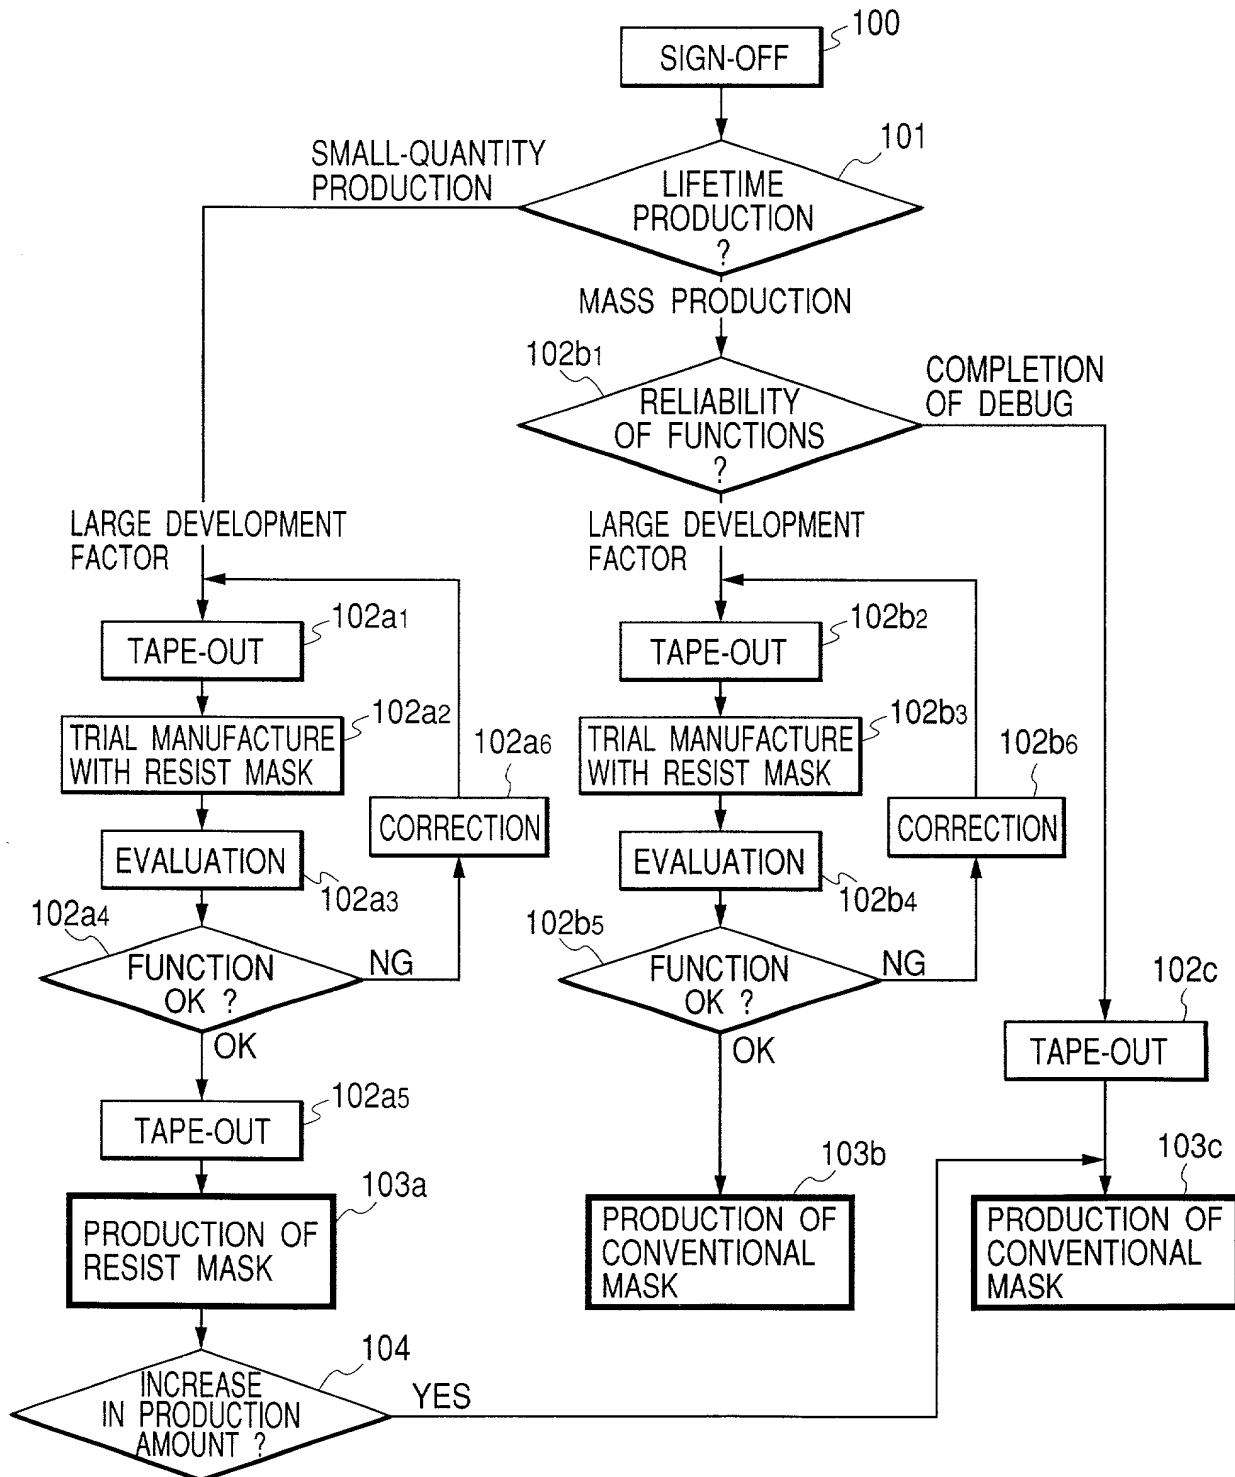 100
SIGN-OFF
101
SMALL-QUANTITY
PRODUCTION
LIFETIME
PRODUCTION
?
MASS PRODUCTION
102b1
COMPLETION
OF DEBUG
RELIABILITY
OF FUNCTIONS
?
LARGE DEVELOPMENT
FACTOR
LARGE DEVELOPMENT
FACTOR
102a1
TAPE-OUT
102b2
TAPE-OUT
102a2
TRIAL MANUFACTURE
WITH RESIST MASK
102a6
CORRECTION
102b3
TRIAL MANUFACTURE
WITH RESIST MASK
102b6
CORRECTION
EVALUATION
102a3
EVALUATION
102b4
102a4
FUNCTION
OK ?
NG
OK
102b5
FUNCTION
OK ?
NG
OK
102c
TAPE-OUT
102a5
TAPE-OUT
103a
PRODUCTION OF
RESIST MASK
103b
PRODUCTION OF
CONVENTIONAL
MASK
103c
PRODUCTION OF
CONVENTIONAL
MASK
104
INCREASE
IN PRODUCTION
AMOUNT ?
YES